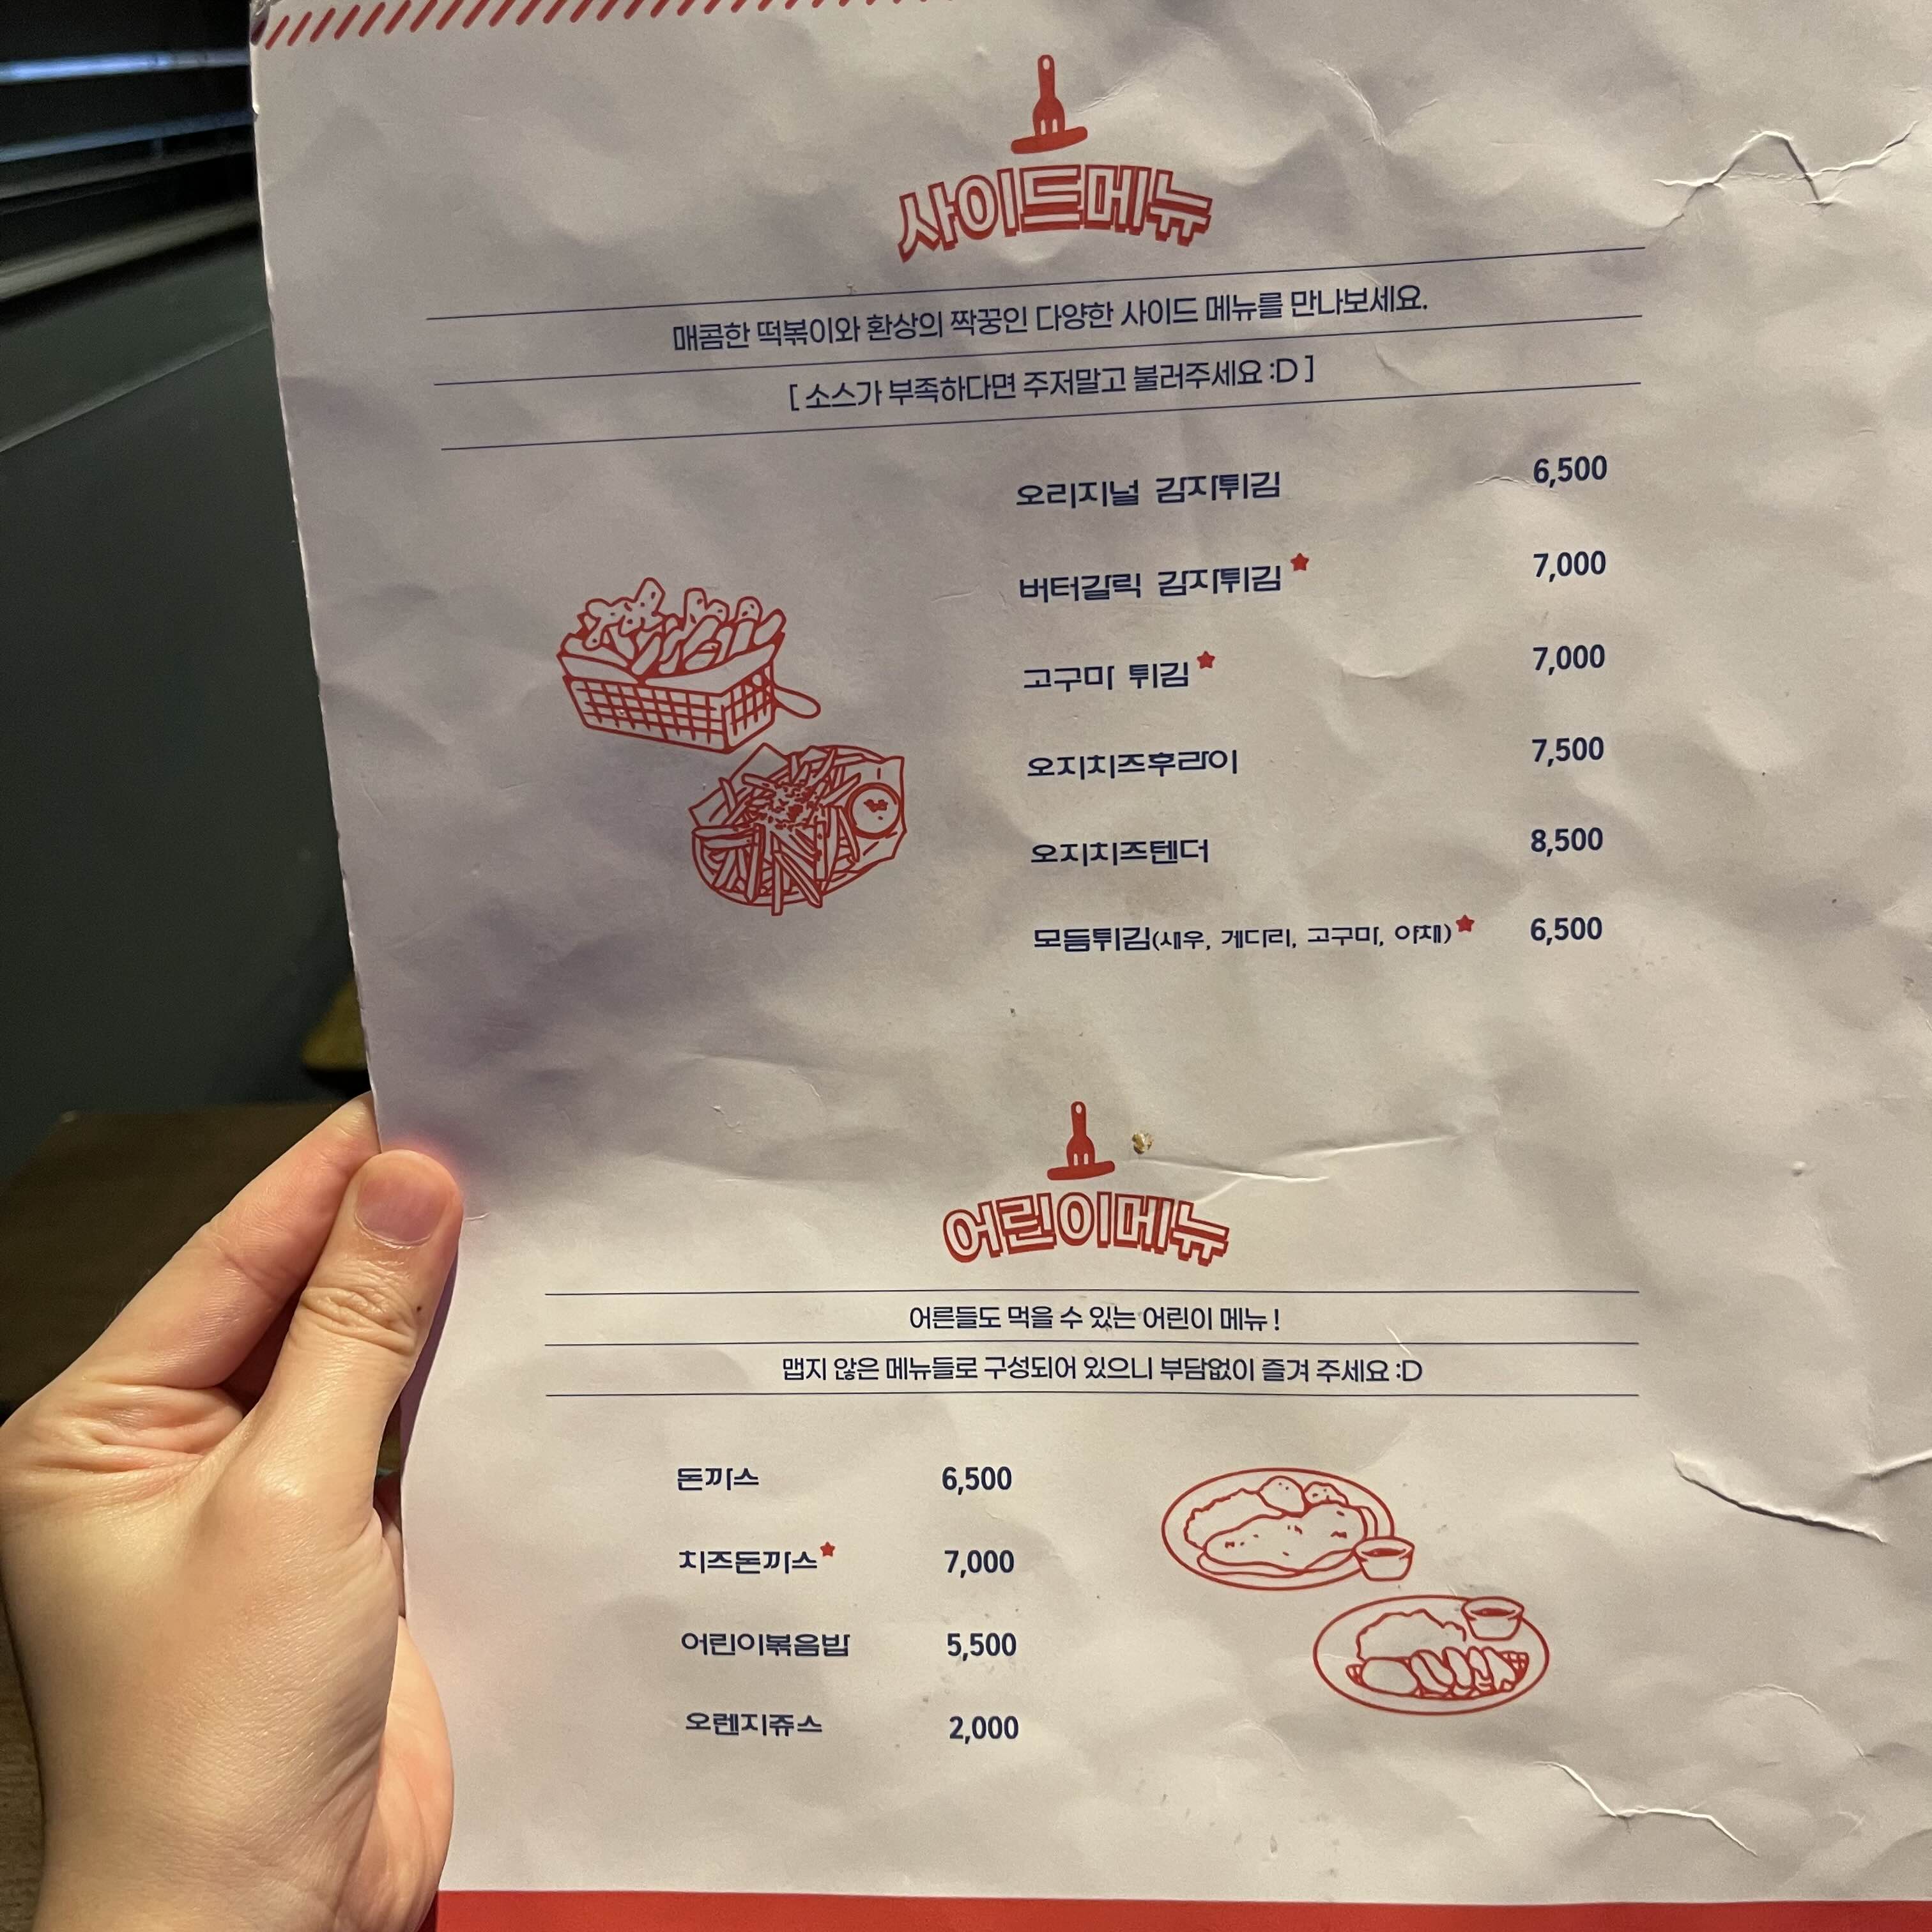 사이드메뉴
매콤한 떡볶이와 환상의 짝꿍인 다양한 사이드 메뉴를 만나보세요.
[ 소스가 부족하다면 주저말고 불러주세요 :D ]
오리지널 감자튀김 6,500
버터갈릭 감자튀김★ 7,000
고구마 튀김★ 7,000
오지치즈후라이 7,500
오지치즈텐더 8,500
모듬튀김(새우, 게다리, 고구마, 야채)★ 6,500
어린이메뉴
어른들도 먹을 수 있는 어린이 메뉴 !
맵지 않은 메뉴들로 구성되어 있으니 부담없이 즐겨 주세요 :D
돈까스 6,500
치즈돈까스★ 7,000
어린이볶음밥 5,500
오렌지쥬스 2,000